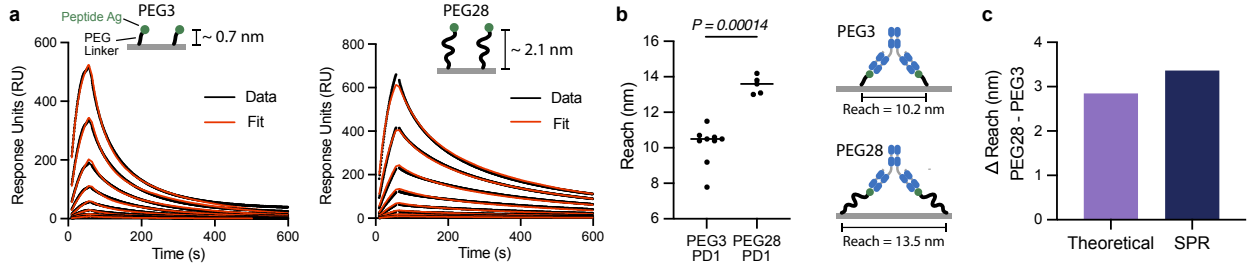 a
PEG3
Peptide Ag
PEG
Linker
~ 0.7 nm
Response Units (RU)
600
400
200
0
Data
Fit
0
200
400
600
Time (s)
PEG28
~ 2.1 nm
Response Units (RU)
800
600
400
200
0
Data
Fit
0
200
400
600
Time (s)
b
P = 0.00014
Reach (nm)
16
14
12
10
8
6
PEG3
PD1
PEG28
PD1
PEG3
Reach = 10.2 nm
PEG28
Reach = 13.5 nm
c
Δ Reach (nm)
PEG28 - PEG3
4
3
2
1
0
Theoretical
SPR